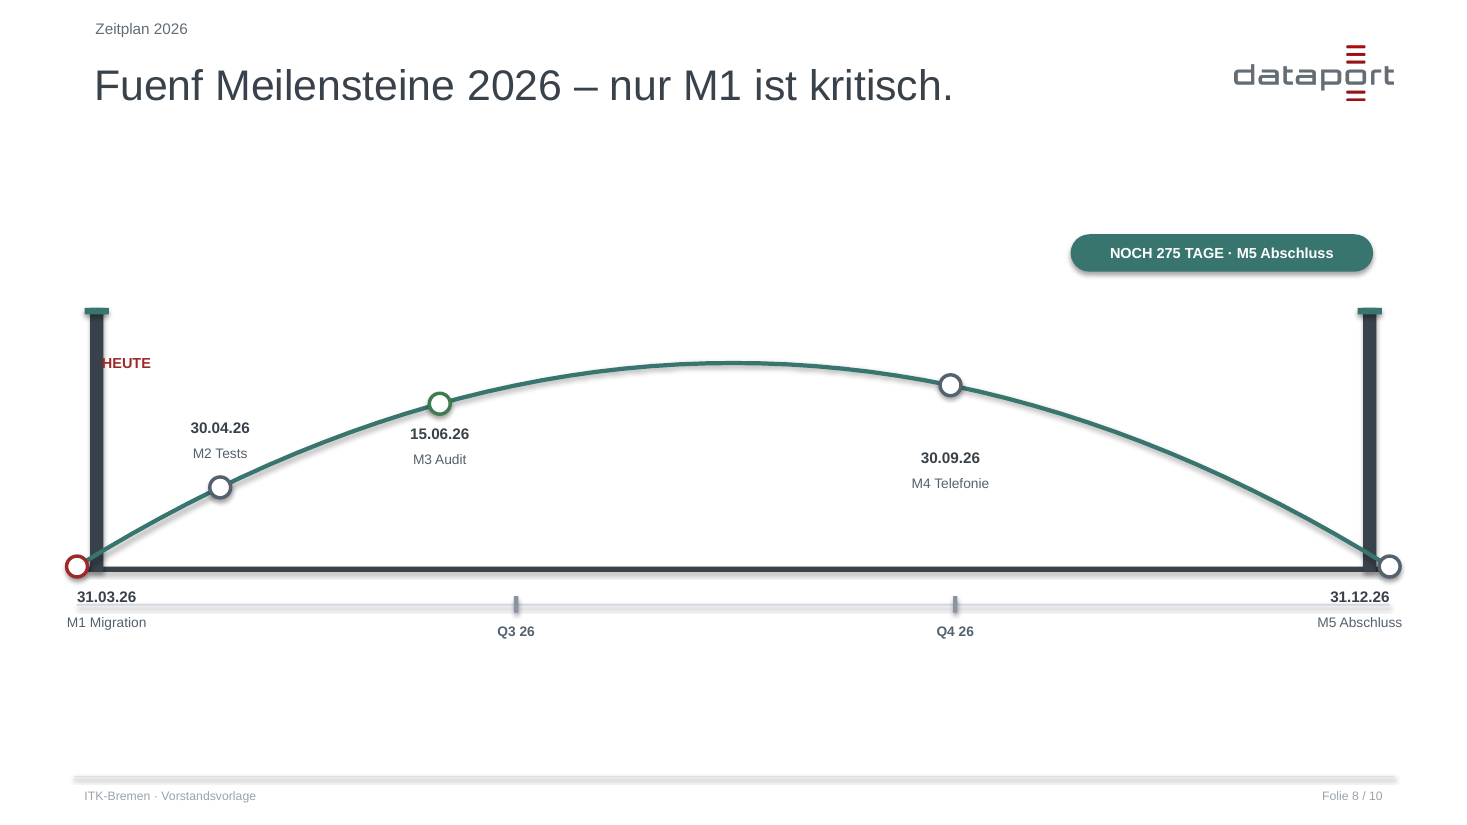 Zeitplan 2026
Fuenf Meilensteine 2026 – nur M1 ist kritisch.
dataport
NOCH 275 TAGE · M5 Abschluss
HEUTE
30.04.26
M2 Tests
15.06.26
M3 Audit
30.09.26
M4 Telefonie
31.03.26
M1 Migration
Q3 26
Q4 26
31.12.26
M5 Abschluss
ITK-Bremen · Vorstandsvorlage
Folie 8 / 10